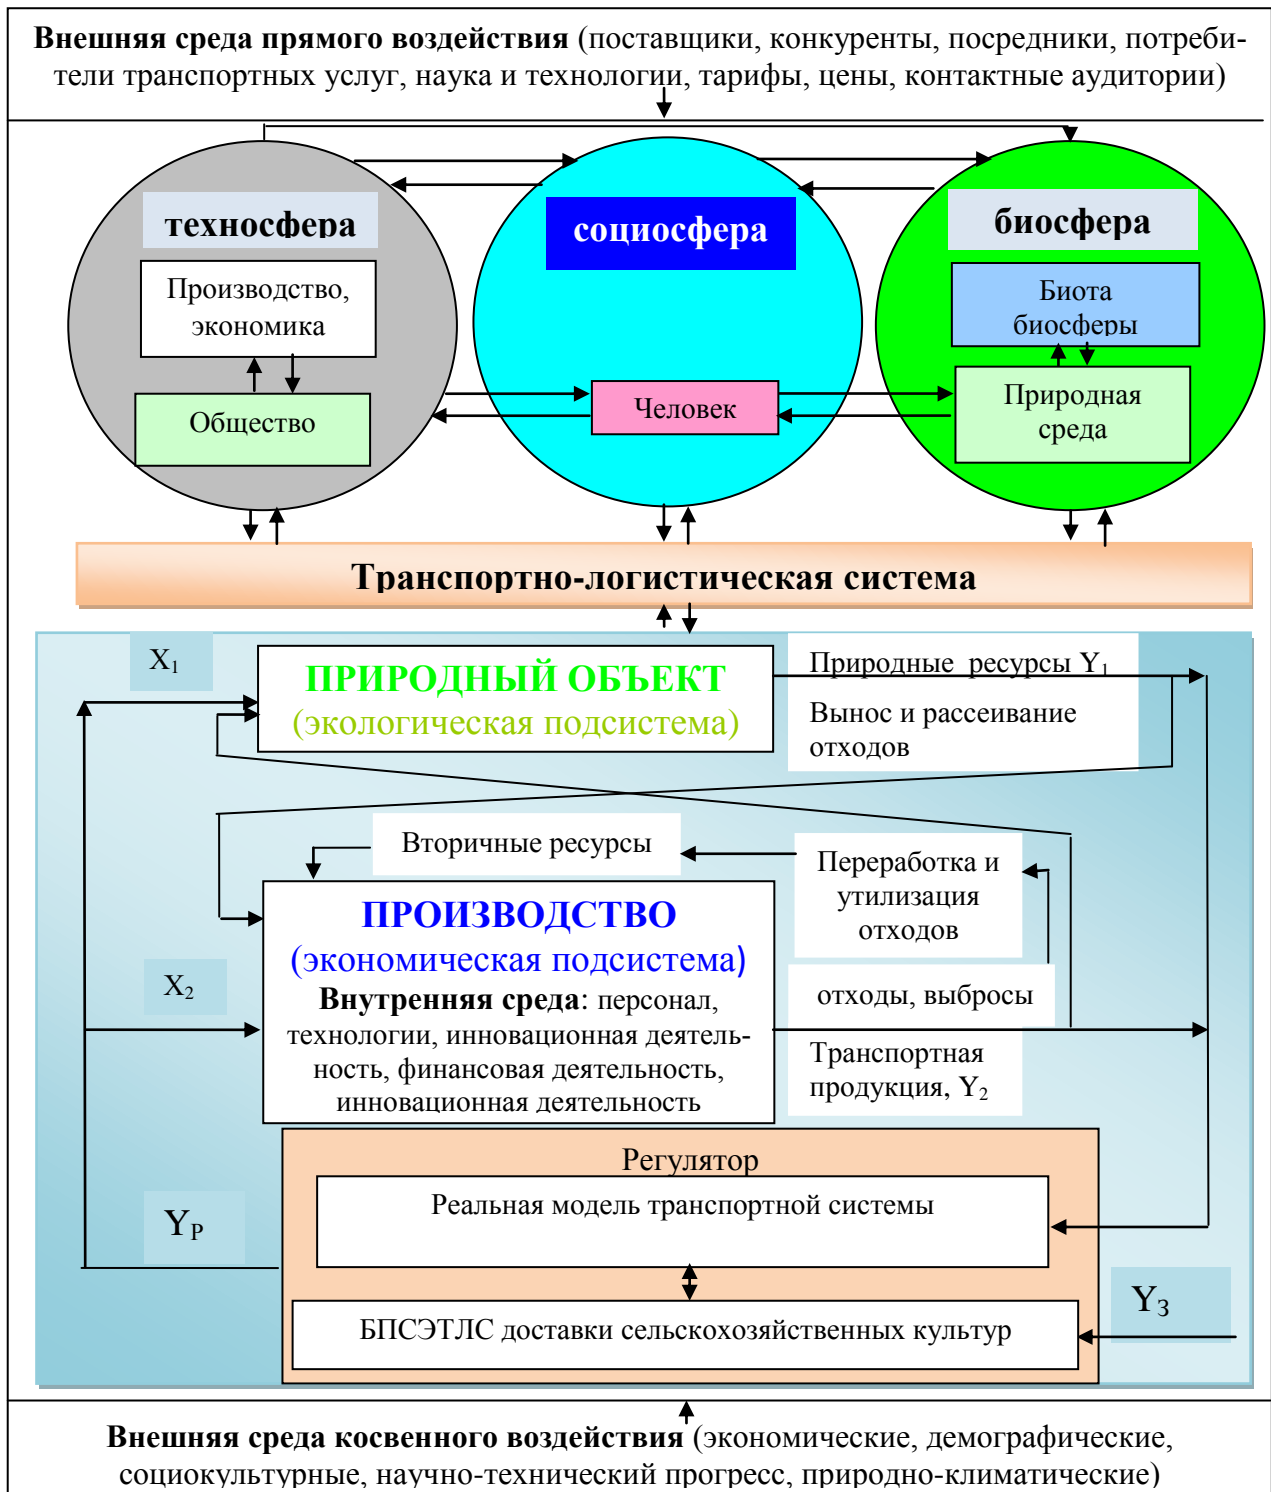 Внешняя среда прямого воздействия (поставщики, конкуренты, посредники, потреби-
тели транспортных услуг, наука и технологии, тарифы, цены, контактные аудитории)
техносфера
социосфера
биосфера
Производство,
экономика
Биота
биосферы
Общество
Человек
Природная
среда
Транспортно-логистическая система
X₁
ПРИРОДНЫЙ ОБЪЕКТ
(экологическая подсистема)
Природные ресурсы Y₁
Вынос и рассеивание
отходов
Вторичные ресурсы
Переработка и
утилизация
отходов
ПРОИЗВОДСТВО
(экономическая подсистема)
Внутренняя среда: персонал,
технологии, инновационная деятель-
ность, финансовая деятельность,
инновационная деятельность
X₂
отходы, выбросы
Транспортная
продукция, Y₂
Регулятор
Реальная модель транспортной системы
Y_Р
Y_З
БПСЭТЛС доставки сельскохозяйственных культур
Внешняя среда косвенного воздействия (экономические, демографические,
социокультурные, научно-технический прогресс, природно-климатические)